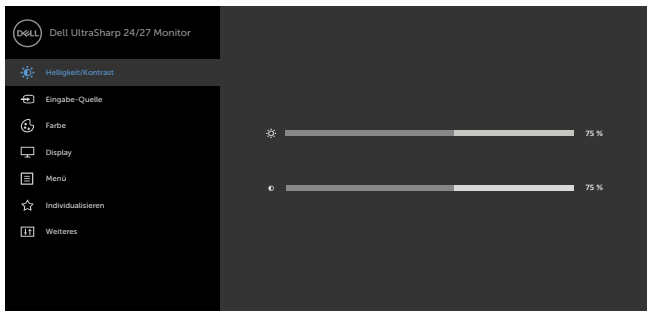 DELL
Dell UltraSharp 24/27 Monitor
Helligkeit/Kontrast
Eingabe-Quelle
Farbe
75 %
Display
Menü
75 %
Individualisieren
Weiteres